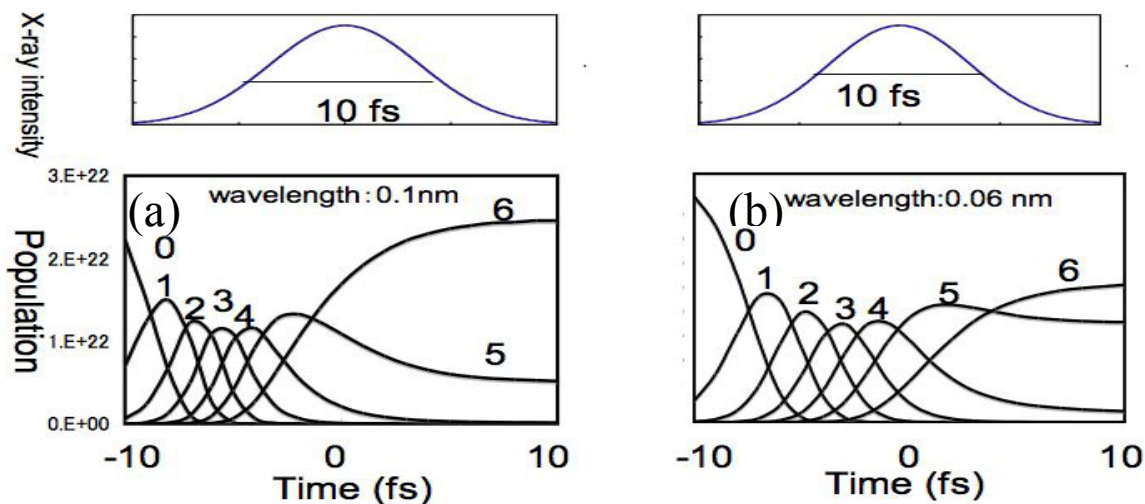 X-ray intensity
10 fs
10 fs
Population
3.E+22
2.E+22
1.E+22
0.E+00
(a)
wavelength:0.1nm
0
1
2
3
4
5
6
-10
0
10
Time (fs)
(b)
wavelength:0.06 nm
0
1
2
3
4
5
6
-10
0
10
Time (fs)